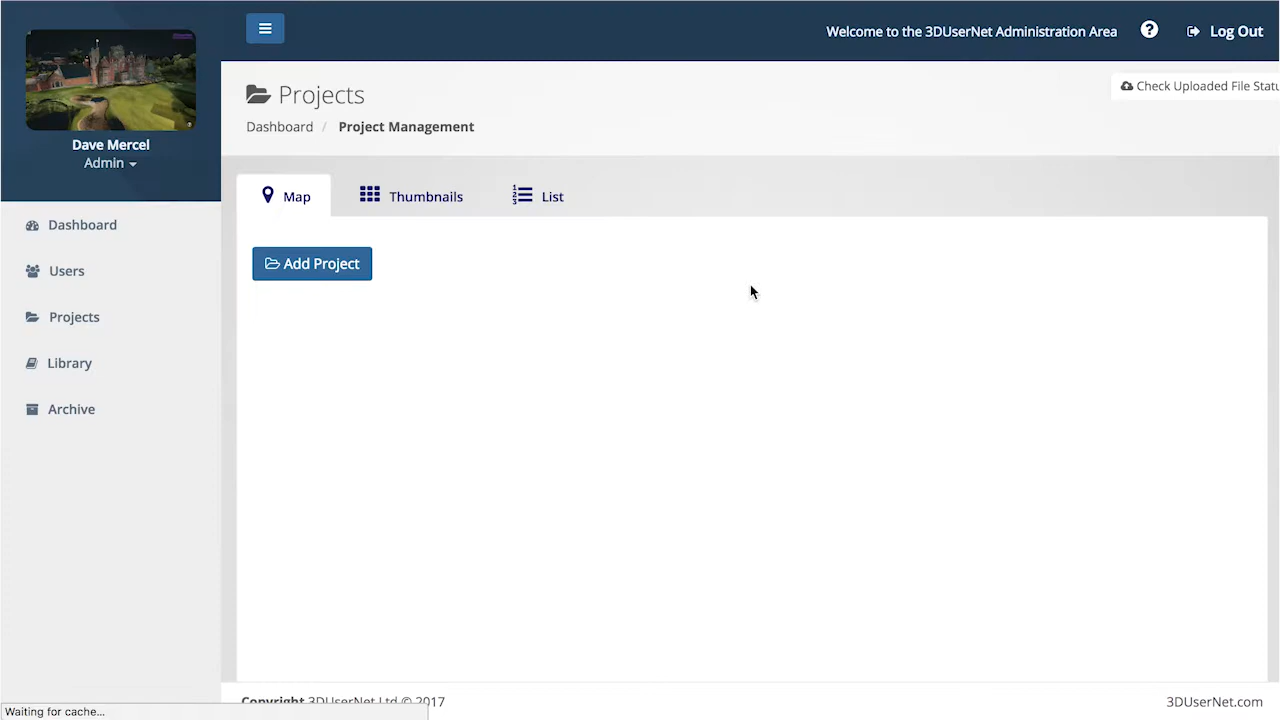 Welcome to the 3DUserNet Administration Area
Log Out
Dave Mercel
Admin
Dashboard
Users
Projects
Library
Archive
Projects
Dashboard / Project Management
Check Uploaded File Statu
Map
Thumbnails
List
Add Project
Copyright 3DUserNet Ltd © 2017
3DUserNet.com
Waiting for cache...